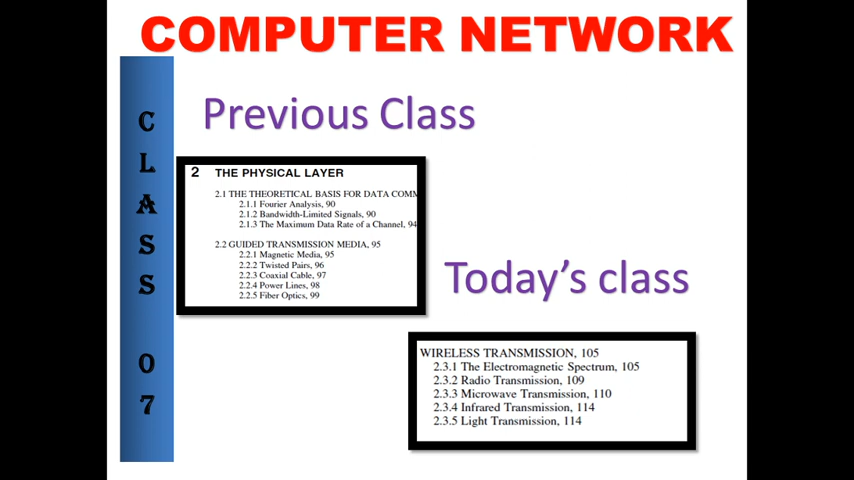 COMPUTER NETWORK
CLASS 07
Previous Class
2 THE PHYSICAL LAYER
2.1 THE THEORETICAL BASIS FOR DATA COMM
2.1.1 Fourier Analysis, 90
2.1.2 Bandwidth-Limited Signals, 90
2.1.3 The Maximum Data Rate of a Channel, 94
2.2 GUIDED TRANSMISSION MEDIA, 95
2.2.1 Magnetic Media, 95
2.2.2 Twisted Pairs, 96
2.2.3 Coaxial Cable, 97
2.2.4 Power Lines, 98
2.2.5 Fiber Optics, 99
Today's class
WIRELESS TRANSMISSION, 105
2.3.1 The Electromagnetic Spectrum, 105
2.3.2 Radio Transmission, 109
2.3.3 Microwave Transmission, 110
2.3.4 Infrared Transmission, 114
2.3.5 Light Transmission, 114